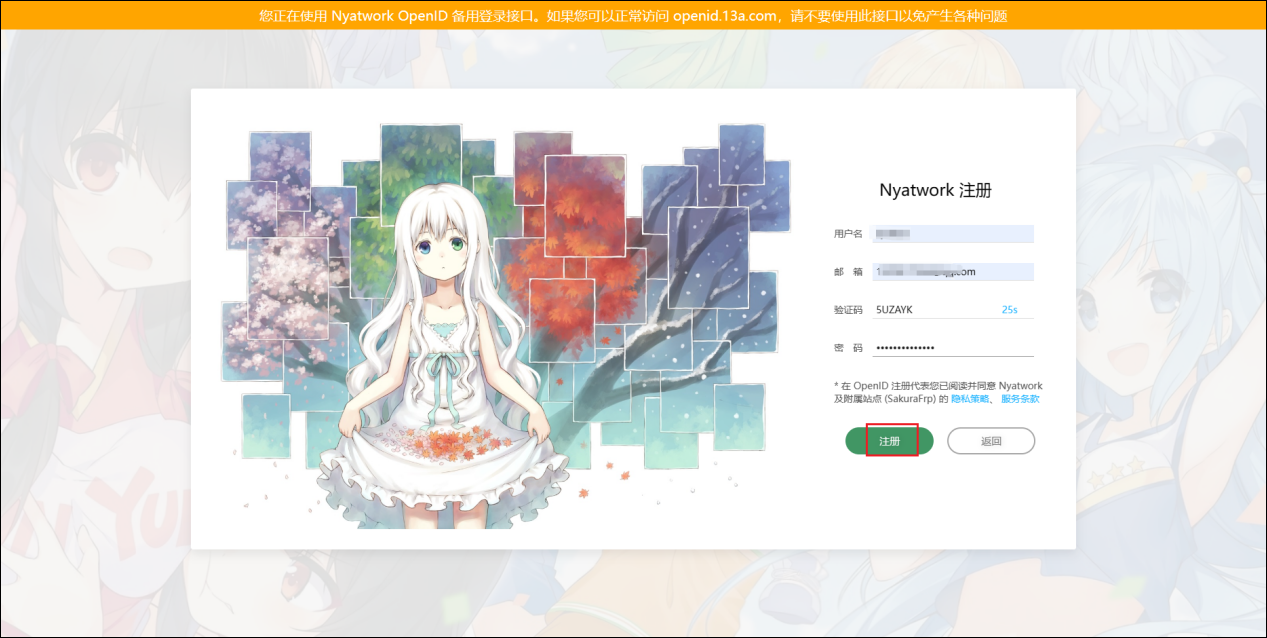 您正在使用 Nyatwork OpenID 备用登录接口。如果您可以正常访问 openid.13a.com，请不要使用此接口以免产生各种问题
Nyatwork 注册
用户名
邮 箱 .com
验证码 5UZAYK 25s
密 码 ••••••••••••••
* 在 OpenID 注册代表您已阅读并同意 Nyatwork
及附属站点 (SakuraFrp) 的 隐私策略、 服务条款
注册 返回